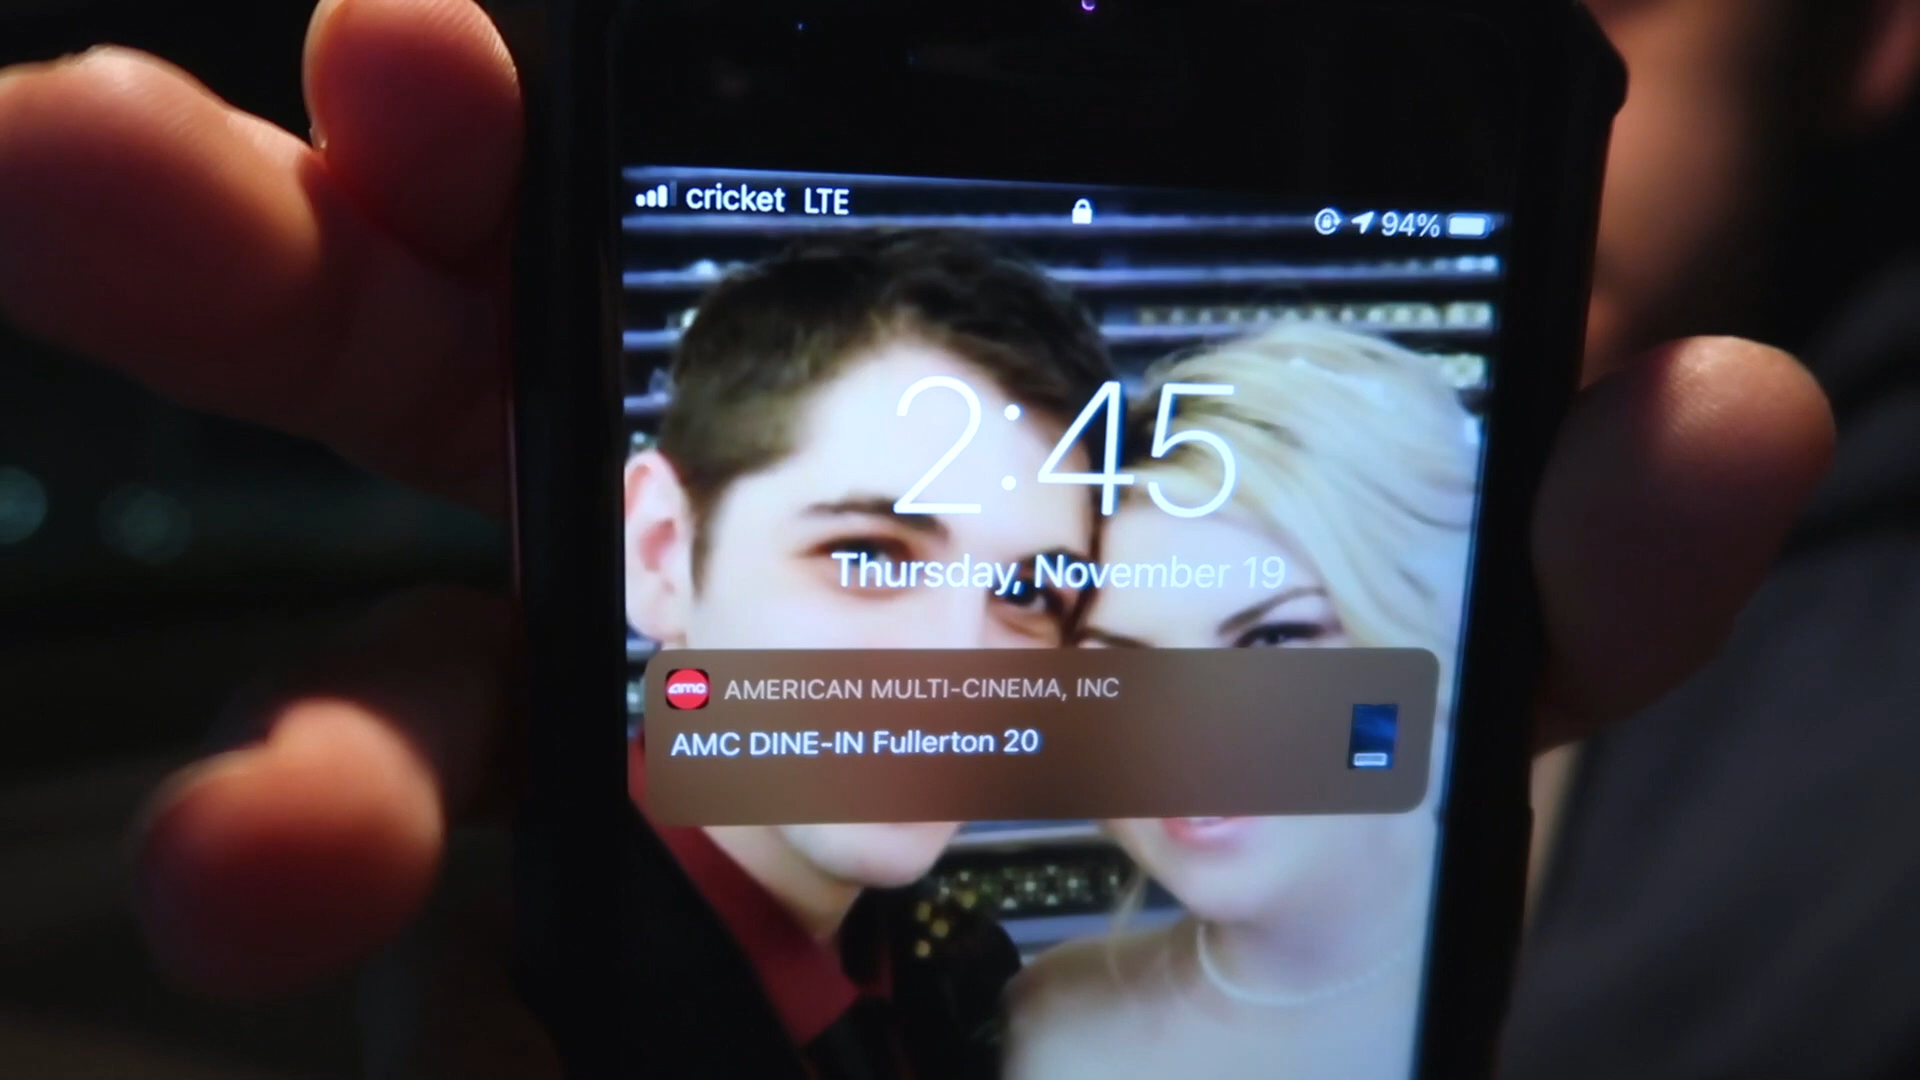 cricket LTE
94%
2:45
Thursday, November 19
amc AMERICAN MULTI-CINEMA, INC
AMC DINE-IN Fullerton 20